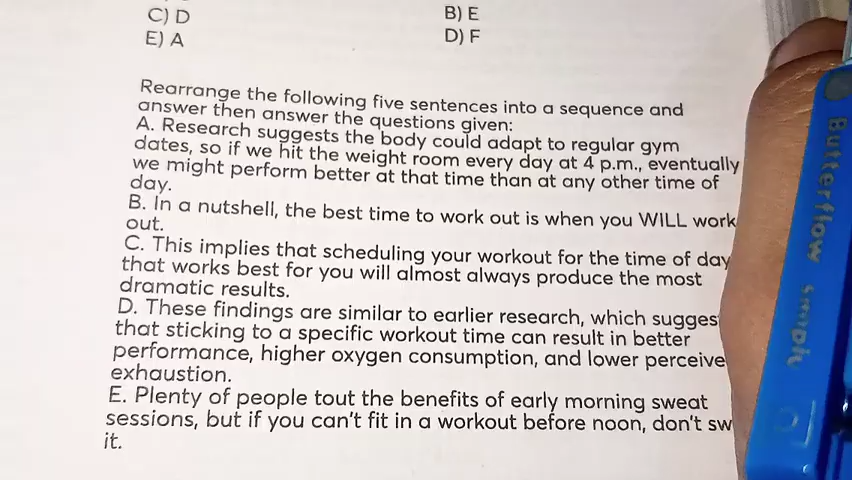 C) D
B) E
E) A
D) F
Rearrange the following five sentences into a sequence and
answer then answer the questions given:
A. Research suggests the body could adapt to regular gym
dates, so if we hit the weight room every day at 4 p.m., eventually
we might perform better at that time than at any other time of
day.
B. In a nutshell, the best time to work out is when you WILL work
out.
C. This implies that scheduling your workout for the time of day
that works best for you will almost always produce the most
dramatic results.
D. These findings are similar to earlier research, which
that sticking to a specific workout time can result in better
performance, higher oxygen consumption, and lower
exhaustion.
E. Plenty of people tout the benefits of early morning sweat
sessions, but if you can't fit in a workout before noon, don't
it.
Butterflow